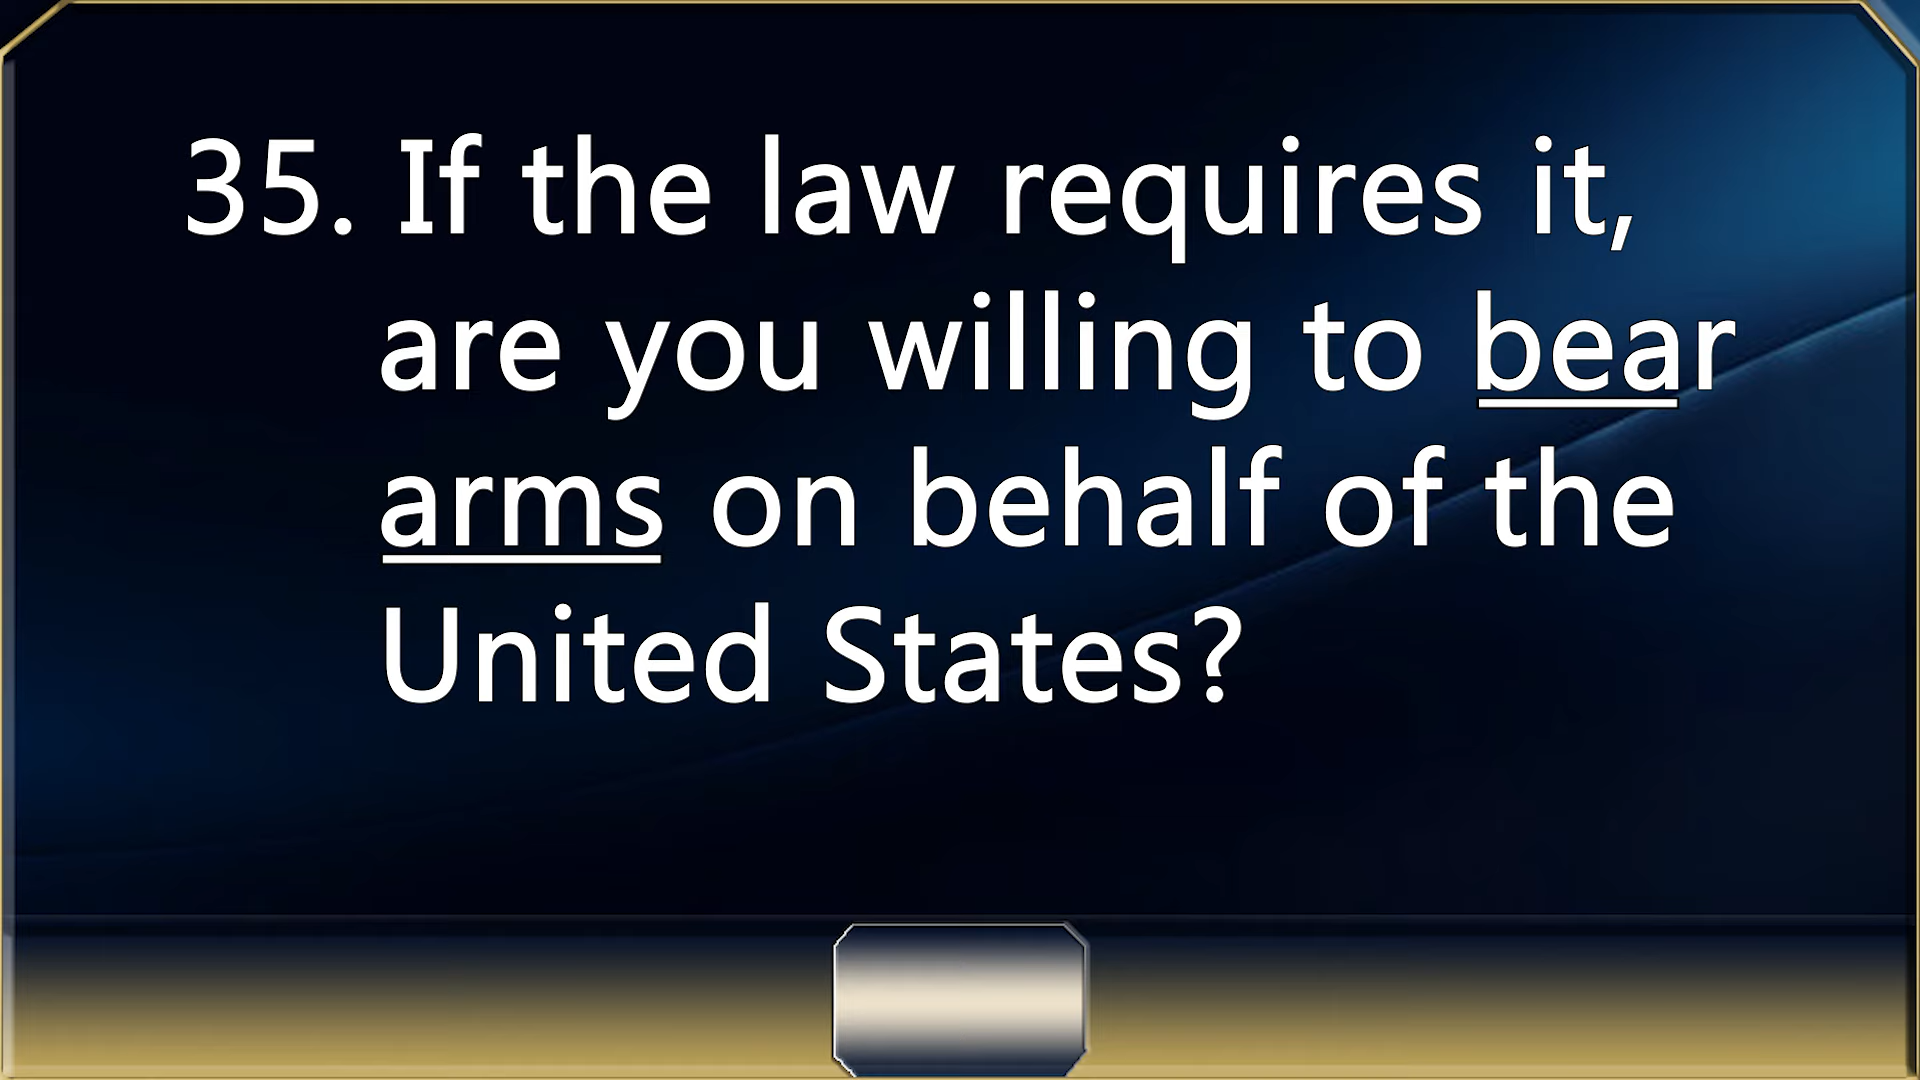 35. If the law requires it,
are you willing to bear
arms on behalf of the
United States?